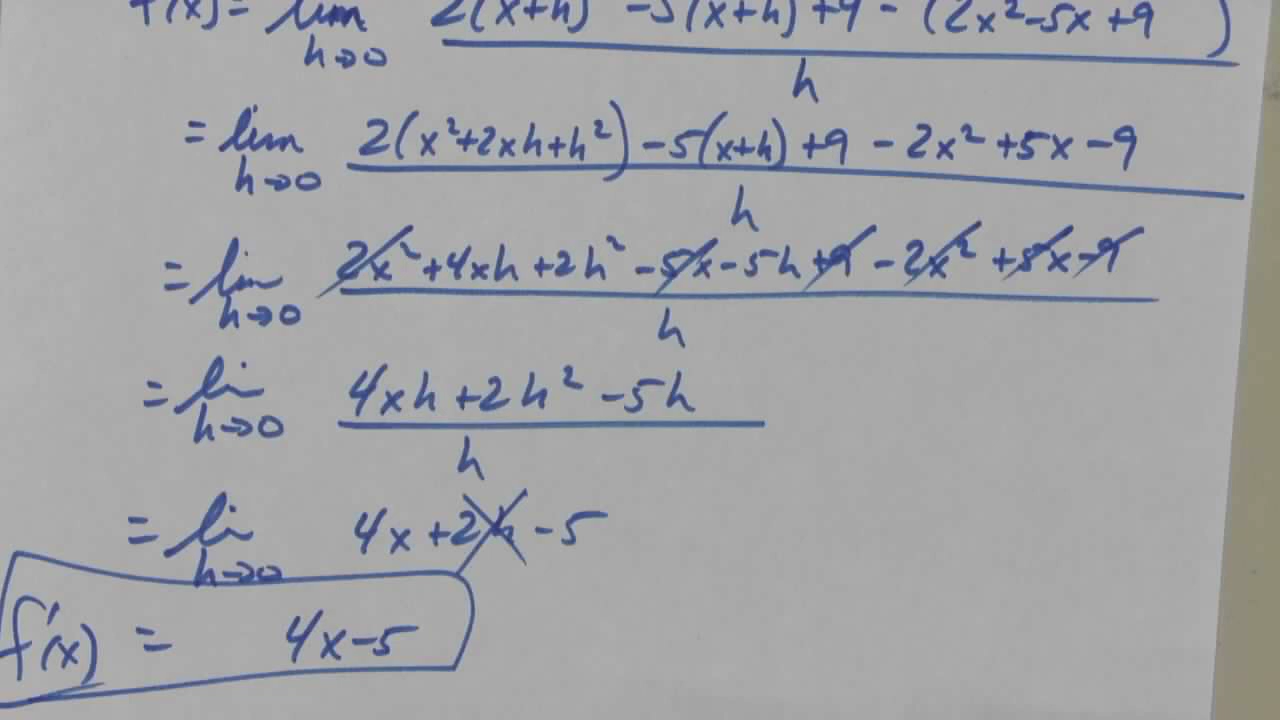 f'(x) = lim 2(x+h)² -5(x+h) +9 - (2x²-5x+9)
h→0 h
= lim 2(x²+2xh+h²) -5(x+h) +9 -2x² +5x -9
h→0 h
= lim 2x² +4xh +2h² -5x -5h +9 -2x² +5x -9
h→0 h
= li 4xh +2h² -5h
h→0 h
= li 4x +2h -5
h→0
f'(x) = 4x-5